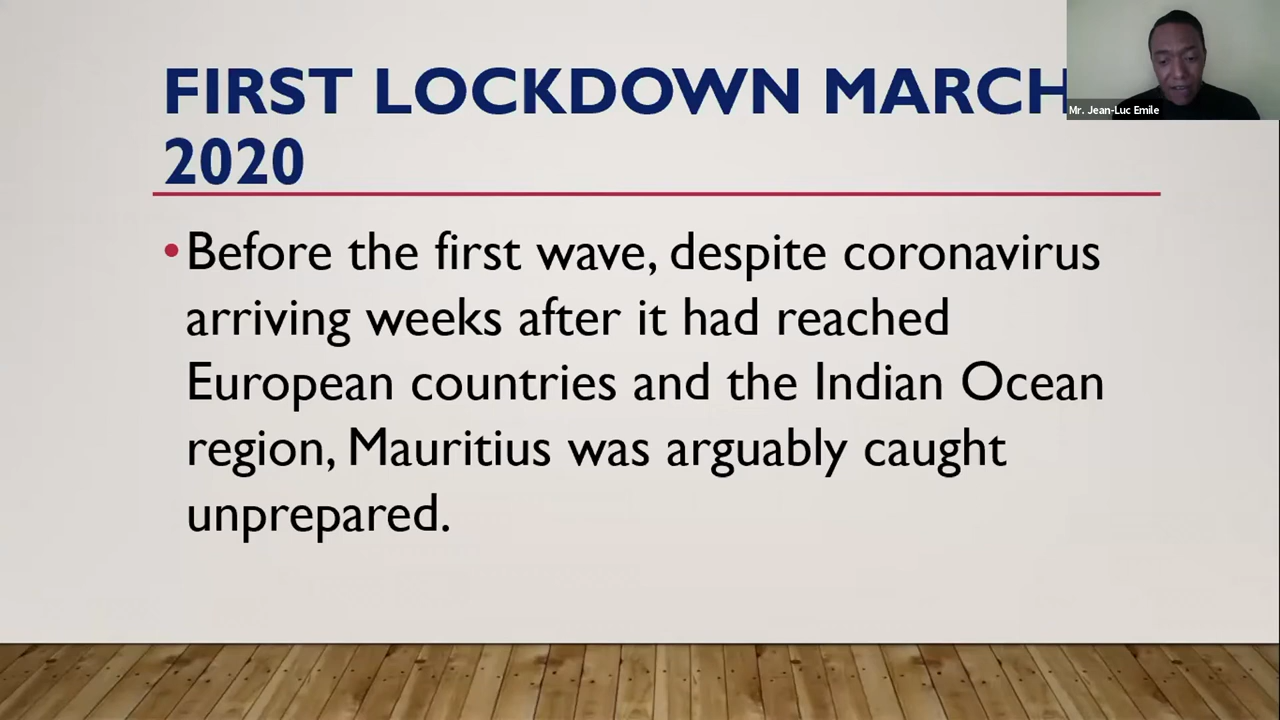 FIRST LOCKDOWN MARCH
2020
Mr. Jean-Luc Emile
•Before the first wave, despite coronavirus
arriving weeks after it had reached
European countries and the Indian Ocean
region, Mauritius was arguably caught
unprepared.